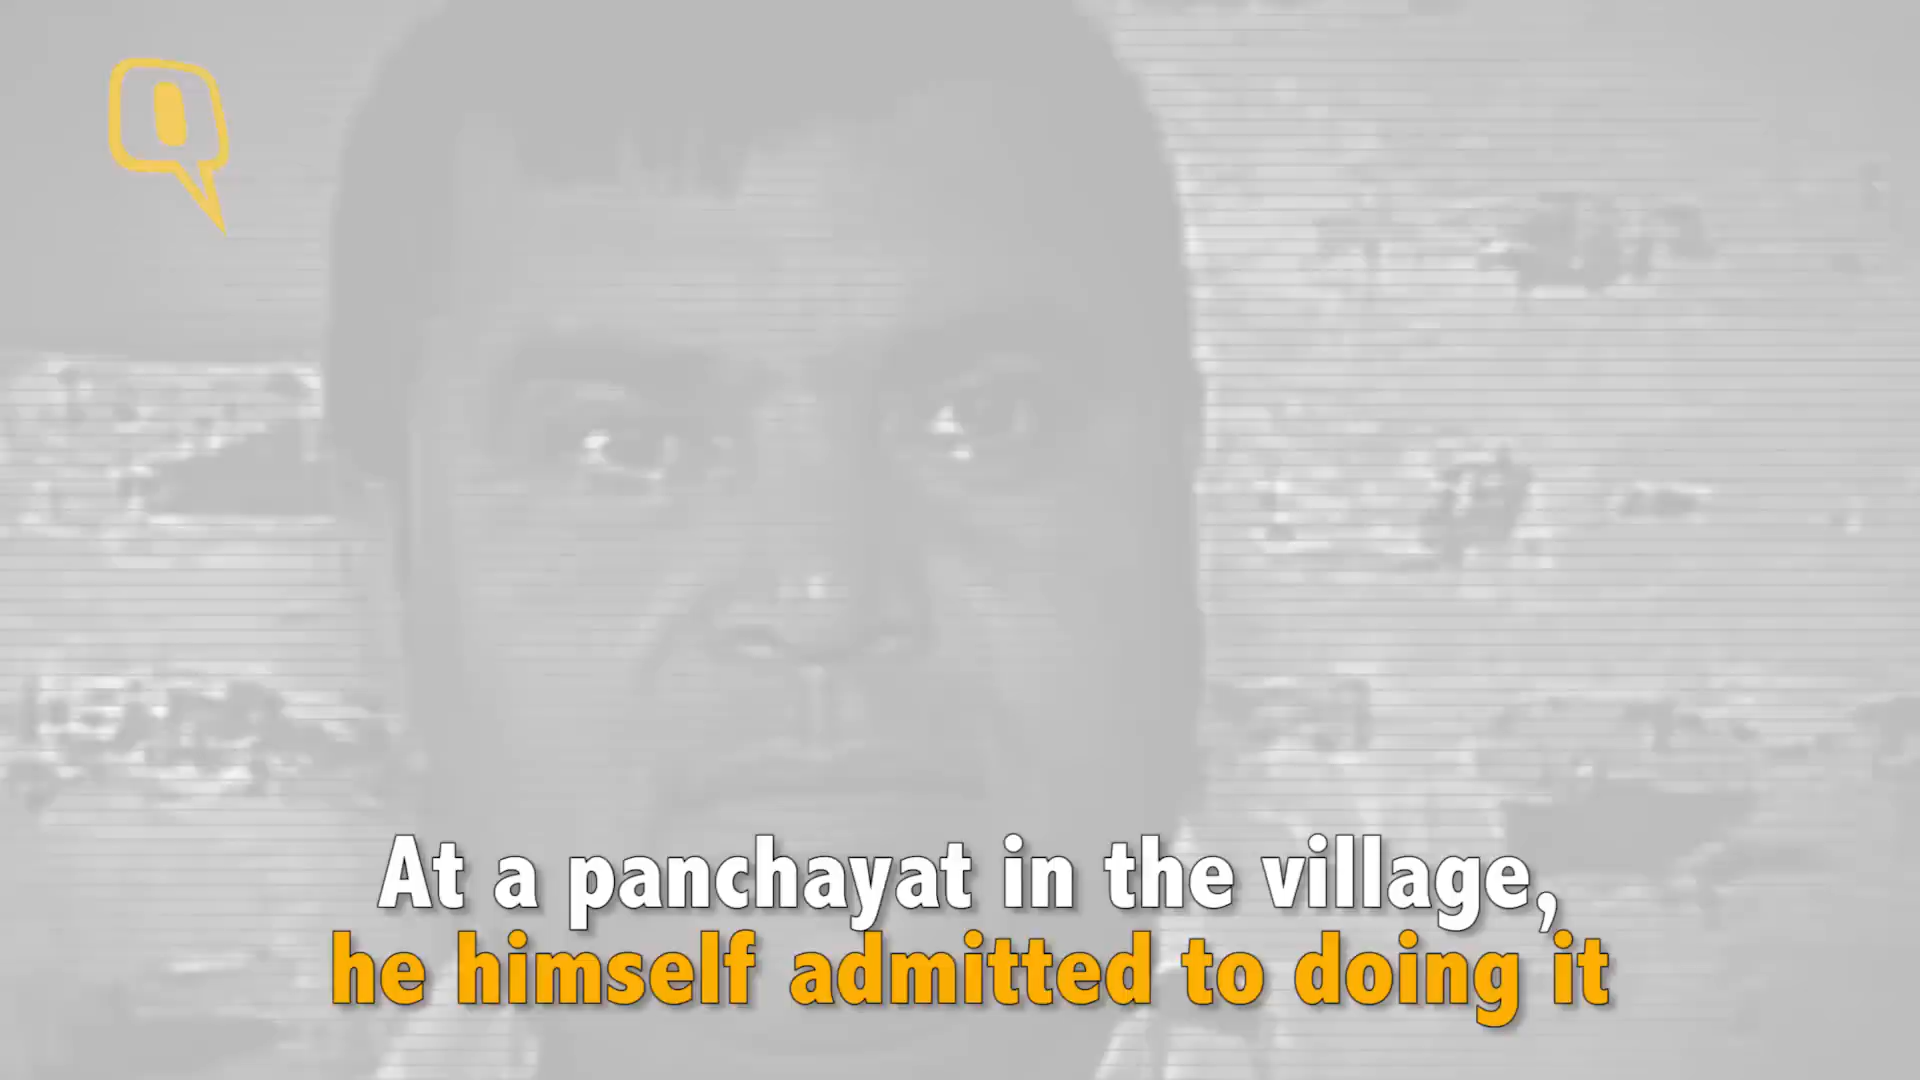 At a panchayat in the village,
he himself admitted to doing it